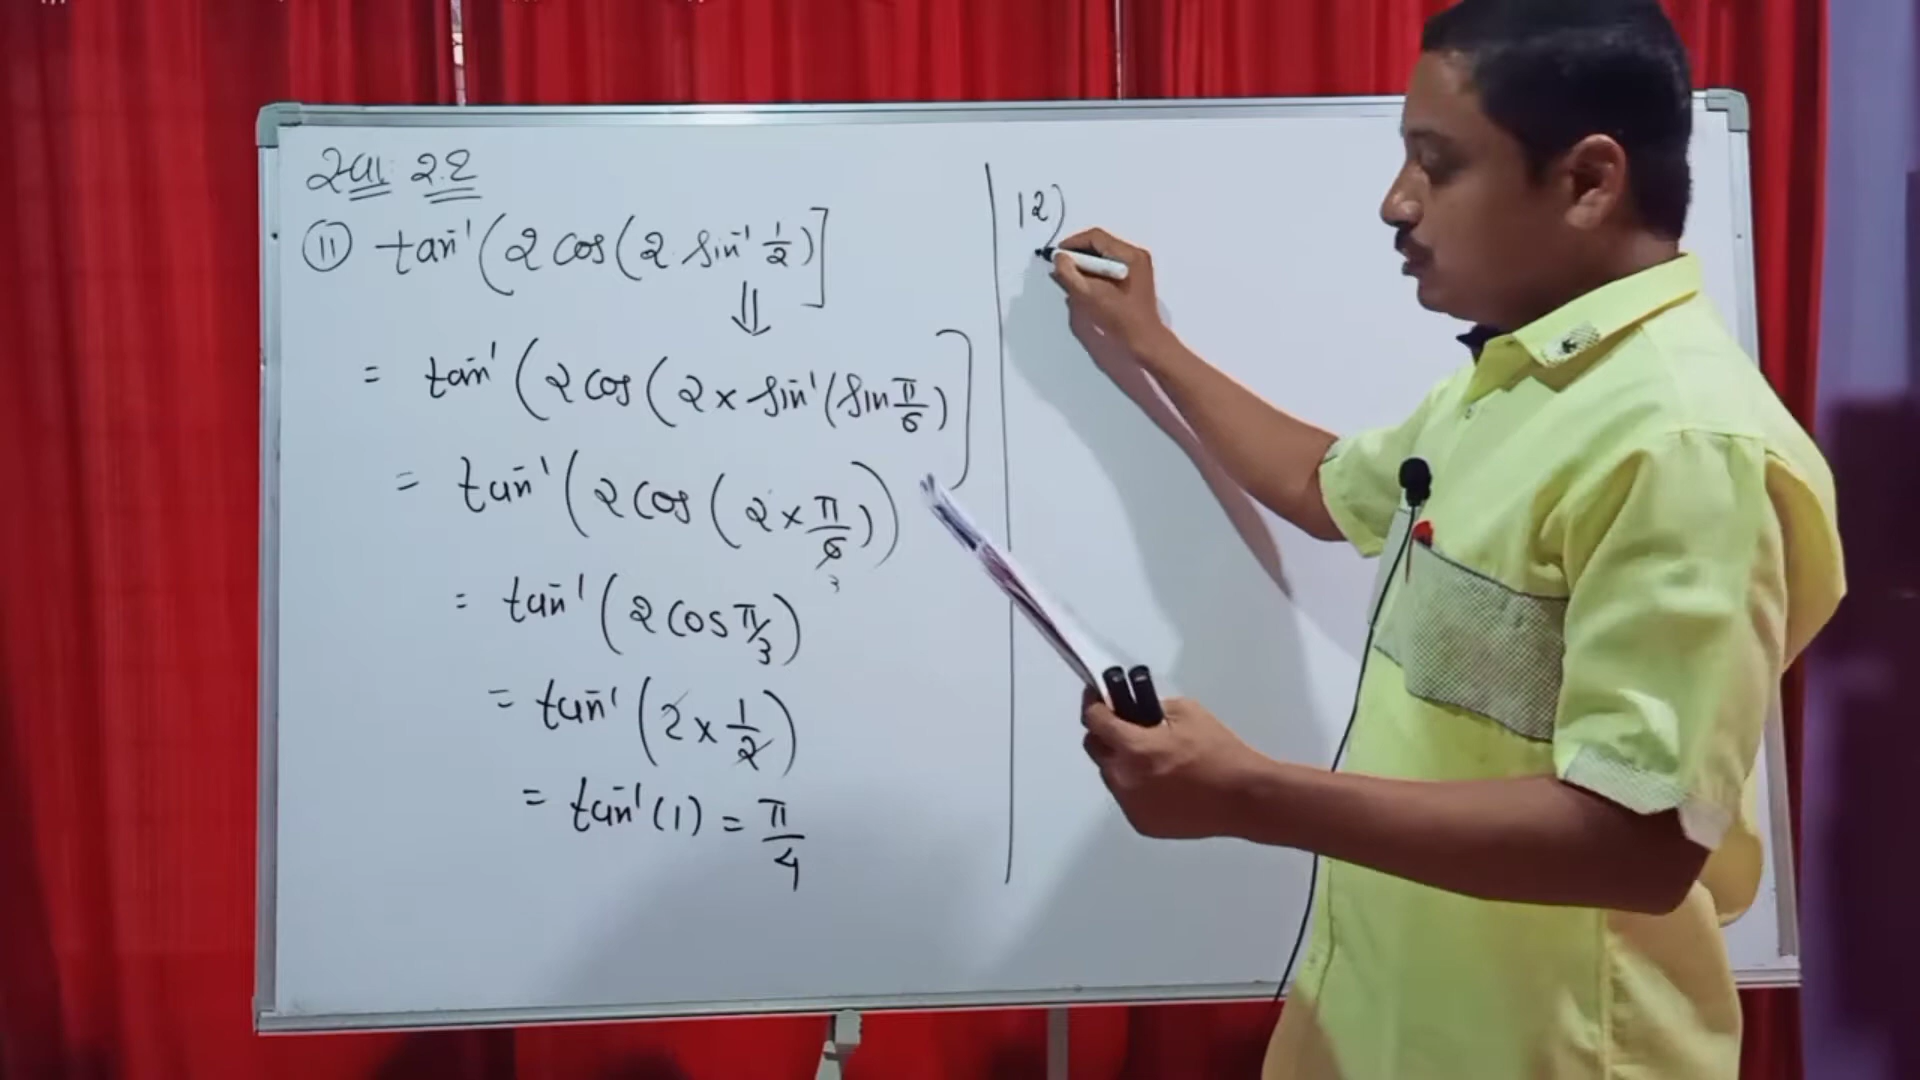 2.2
⑪ tan⁻¹(2 cos(2 sin⁻¹ 1/2)]
⇓
= tan⁻¹(2 cos(2 × sin⁻¹(sin π/6)]
= tan⁻¹(2 cos(2 × π/6))
3
= tan⁻¹(2 cos π/3)
= tan⁻¹(2 × 1/2)
= tan⁻¹(1) = π/4
12)